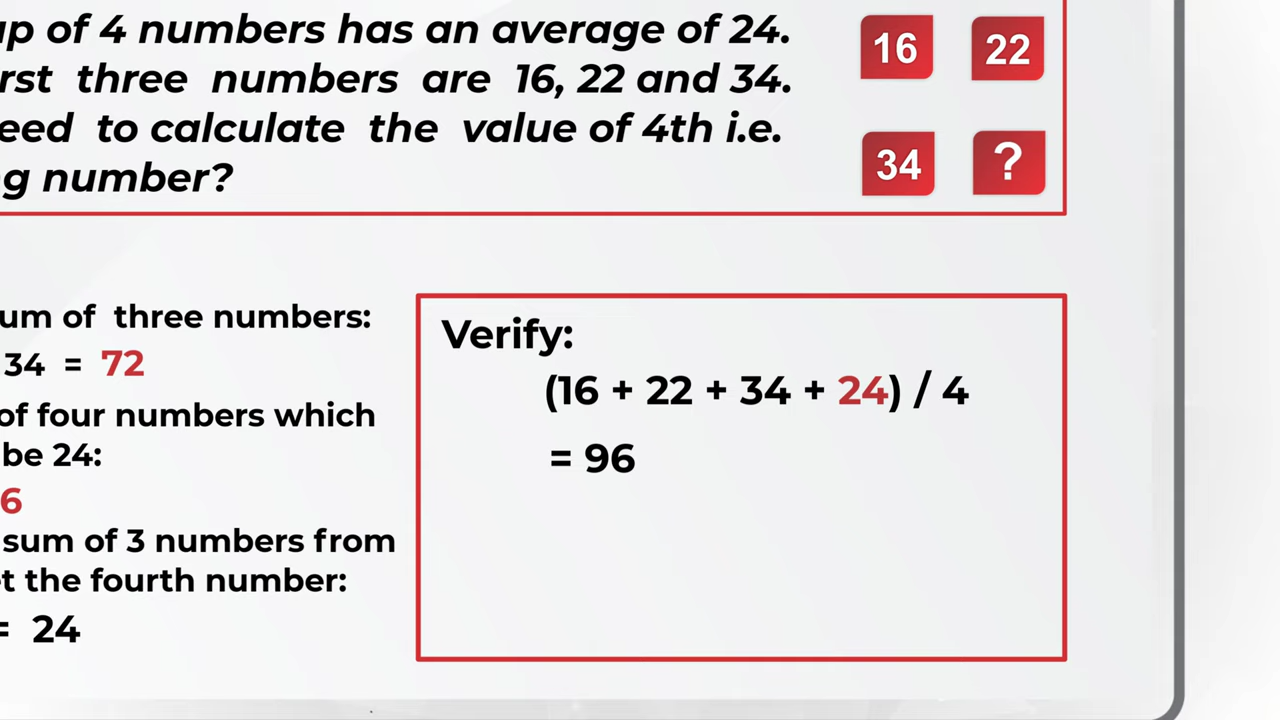 up of 4 numbers has an average of 24.
rst three numbers are 16, 22 and 34.
eed to calculate the value of 4th i.e.
g number?
16 22
34 ?
um of three numbers:
34 = 72
of four numbers which
be 24:
6
sum of 3 numbers from
t the fourth number:
= 24
Verify:
(16 + 22 + 34 + 24) / 4
= 96